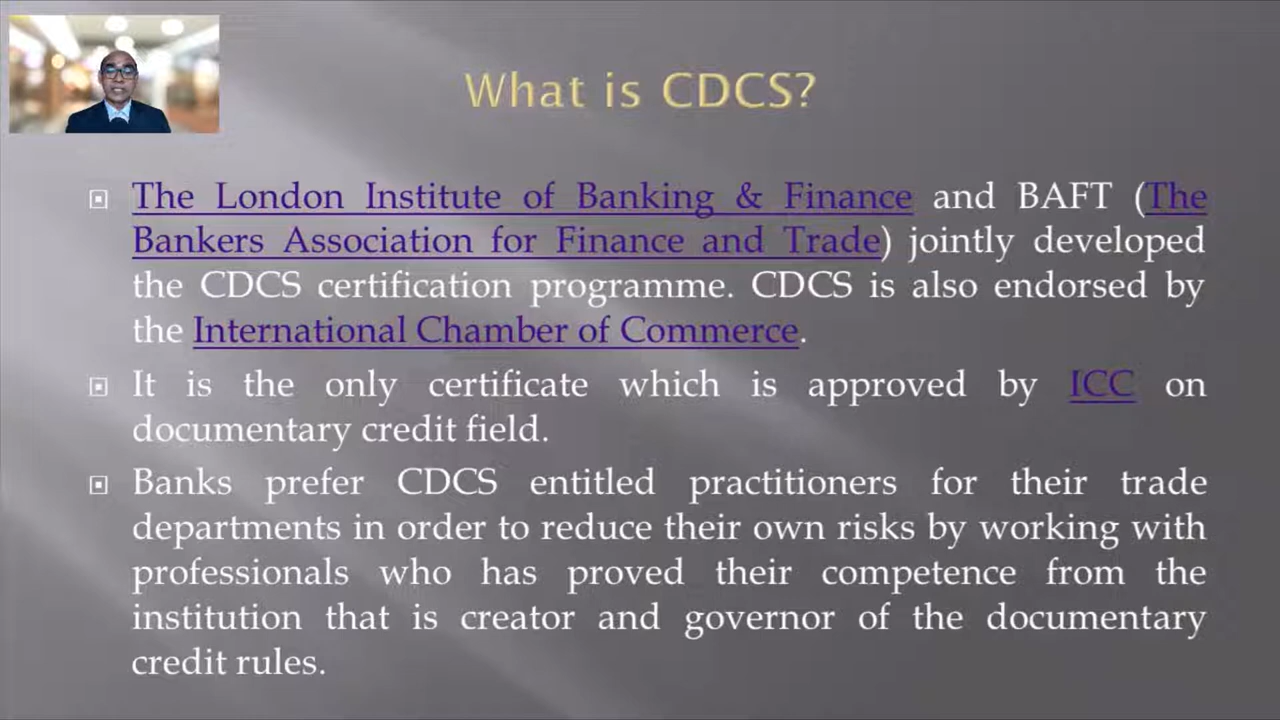 What is CDCS?
The London Institute of Banking & Finance and BAFT (The
Bankers Association for Finance and Trade) jointly developed
the CDCS certification programme. CDCS is also endorsed by
the International Chamber of Commerce.
It is the only certificate which is approved by ICC on
documentary credit field.
Banks prefer CDCS entitled practitioners for their trade
departments in order to reduce their own risks by working with
professionals who has proved their competence from the
institution that is creator and governor of the documentary
credit rules.